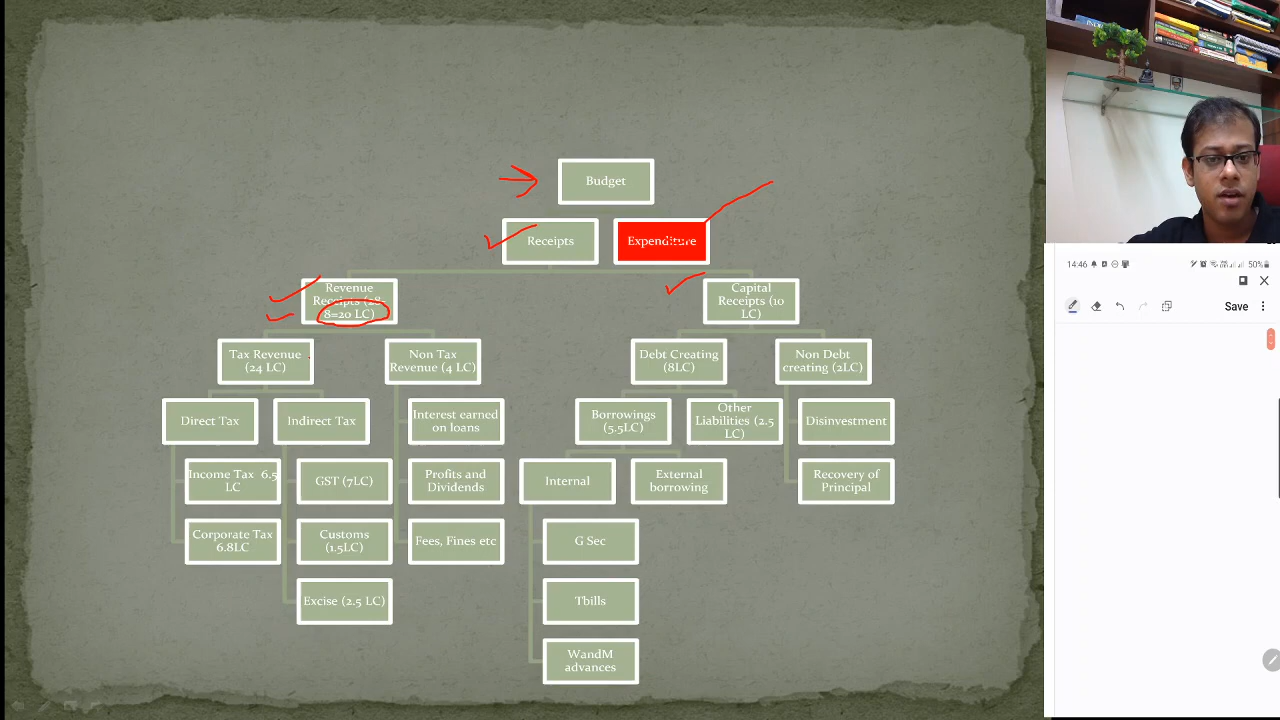 Budget
Receipts
Expenditure
Revenue
Receipts (28-
8=20 LC)
Capital
Receipts (10
LC)
Tax Revenue
(24 LC)
Non Tax
Revenue (4 LC)
Debt Creating
(8LC)
Non Debt
creating (2LC)
Direct Tax
Indirect Tax
Interest earned
on loans
Borrowings
(5.5LC)
Other
Liabilities (2.5
LC)
Disinvestment
Income Tax 6.5
LC
GST (7LC)
Profits and
Dividends
Internal
External
borrowing
Recovery of
Principal
Corporate Tax
6.8LC
Customs
(1.5LC)
Fees, Fines etc
G Sec
Excise (2.5 LC)
Tbills
WandM
advances
14:46
50%
Save